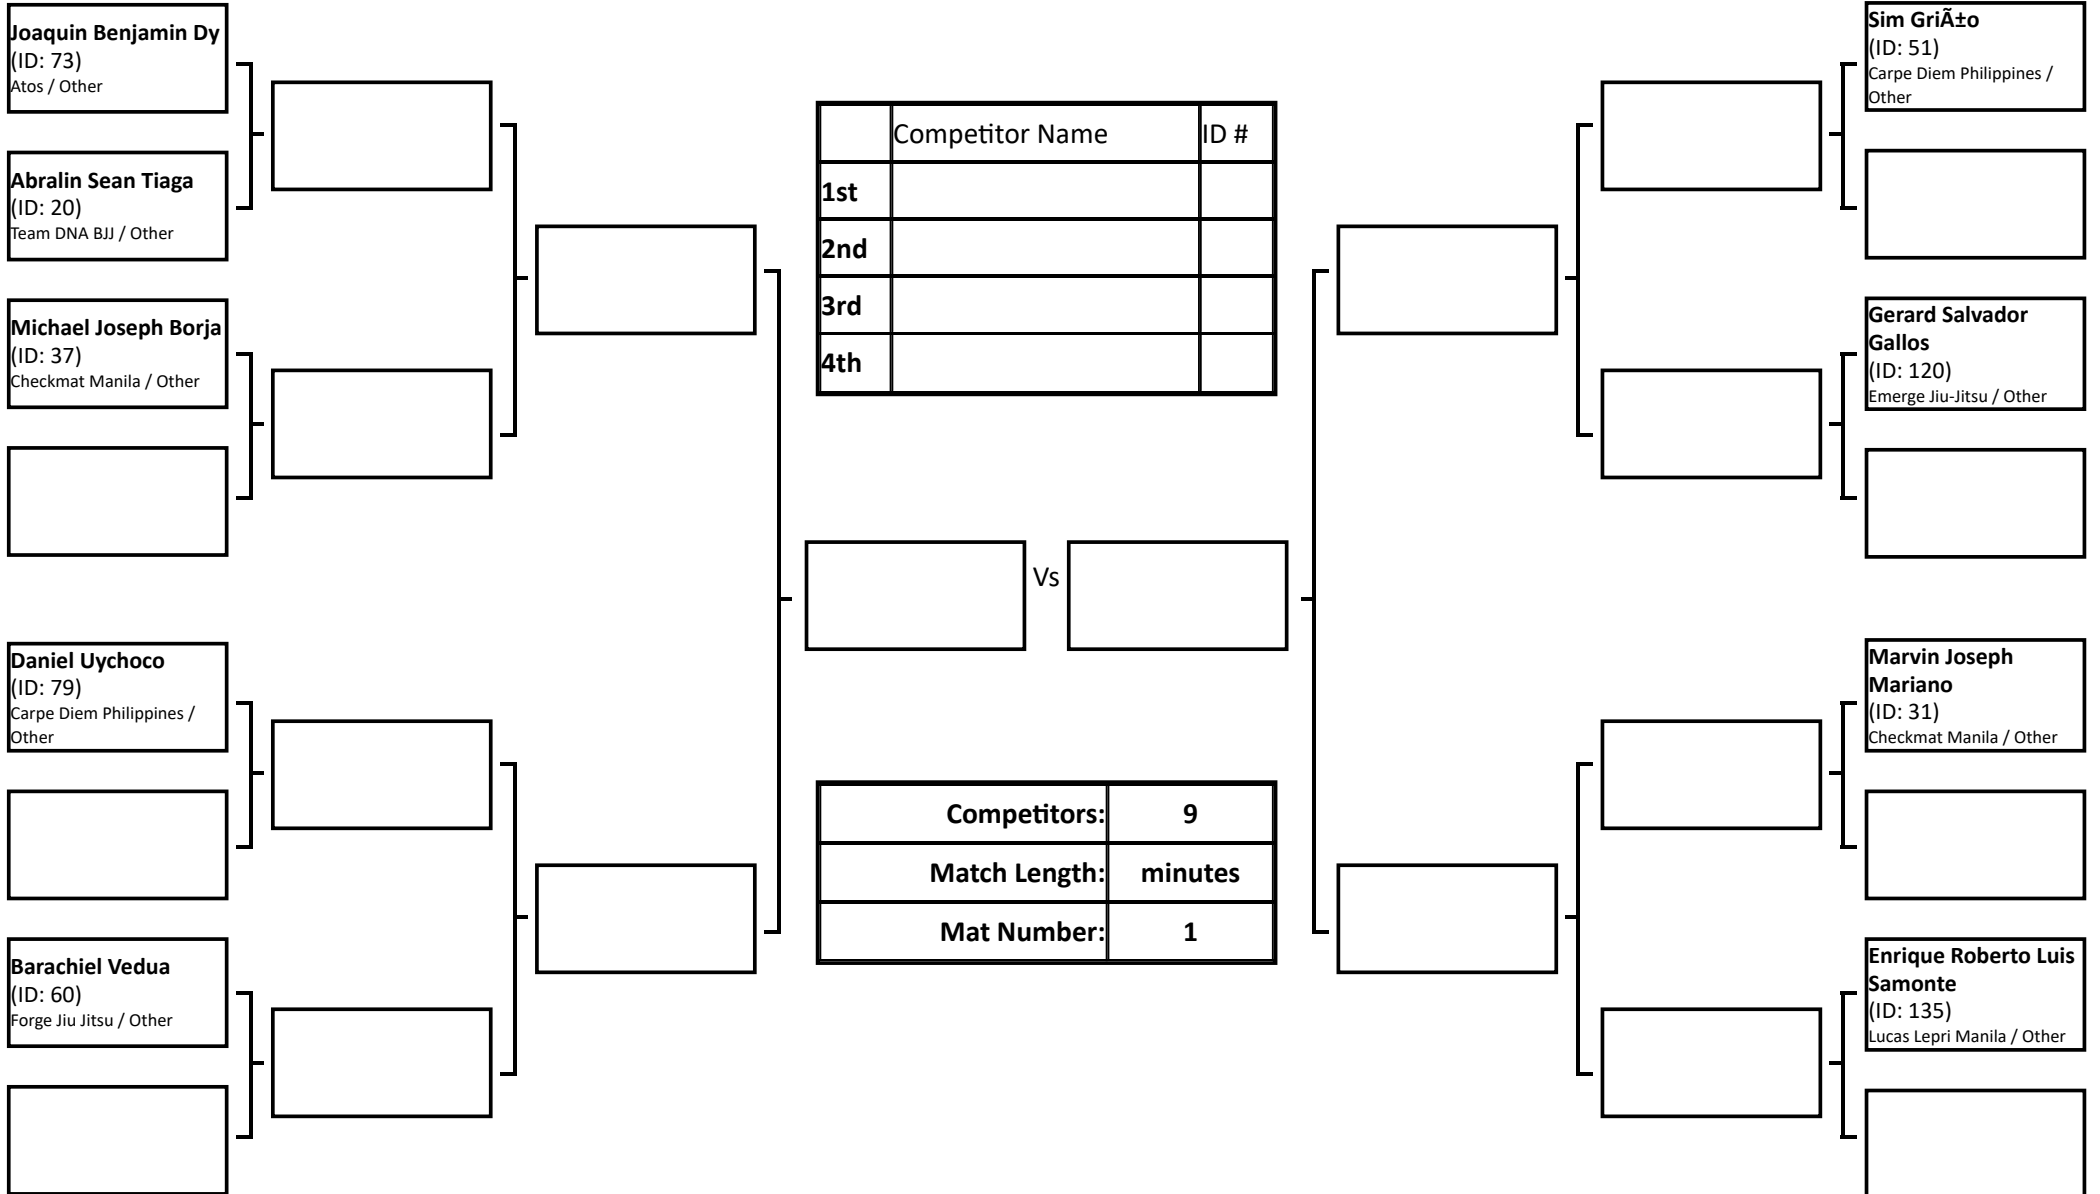 Joaquin Benjamin Dy
(ID: 73)
Atos / Other
Abralin Sean Tiaga
(ID: 20)
Team DNA BJJ / Other
Michael Joseph Borja
(ID: 37)
Checkmat Manila / Other
Daniel Uychoco
(ID: 79)
Carpe Diem Philippines /
Other
Barachiel Vedua
(ID: 60)
Forge Jiu Jitsu / Other
Competitor Name ID #
1st
2nd
3rd
4th
Vs
Competitors: 9
Match Length: minutes
Mat Number: 1
Sim GriÃ±o
(ID: 51)
Carpe Diem Philippines /
Other
Gerard Salvador
Gallos
(ID: 120)
Emerge Jiu-Jitsu / Other
Marvin Joseph
Mariano
(ID: 31)
Checkmat Manila / Other
Enrique Roberto Luis
Samonte
(ID: 135)
Lucas Lepri Manila / Other